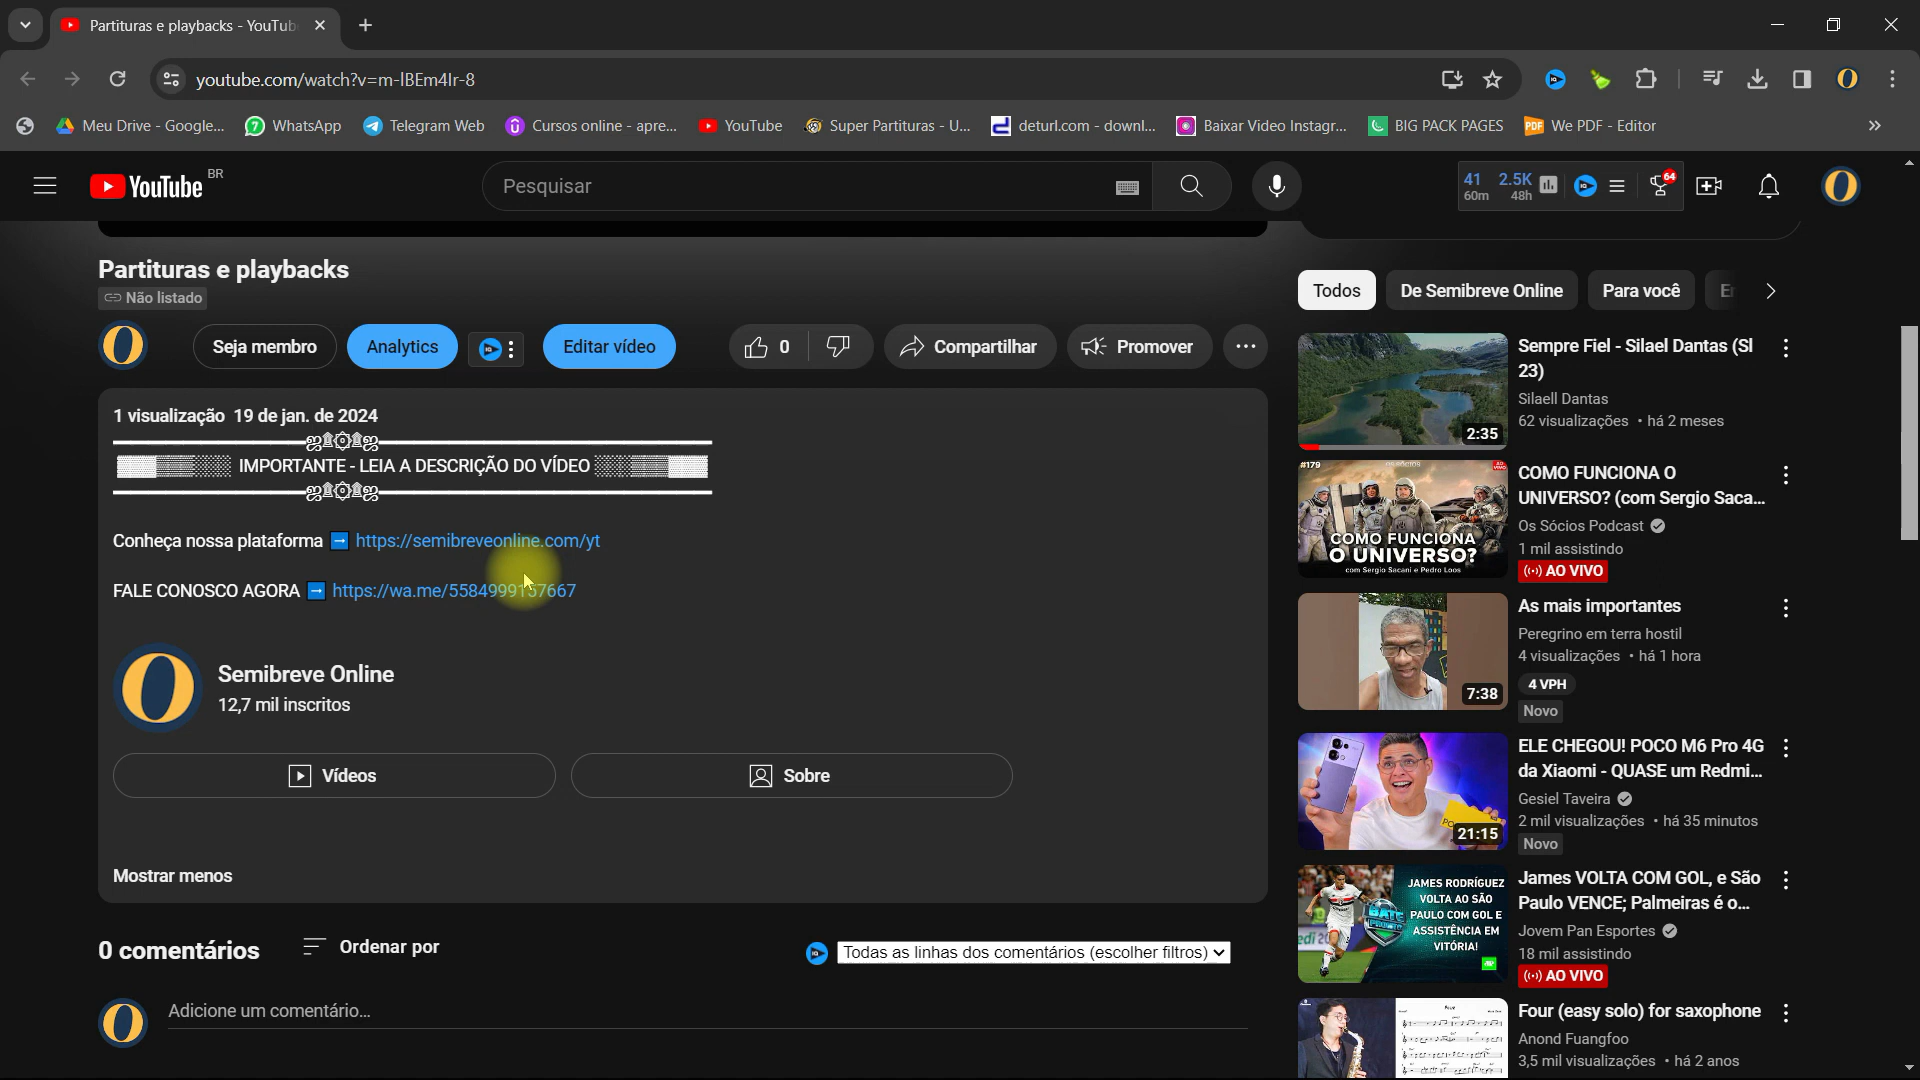 Partituras e playbacks - YouTub
youtube.com/watch?v=m-lBEm4Ir-8
Meu Drive - Google...
WhatsApp
Telegram Web
Cursos online - apre...
YouTube
Super Partituras - U...
deturl.com - downl...
Baixar Video Instagr...
BIG PACK PAGES
We PDF - Editor
YouTube BR
Pesquisar
41 2.5K
60m 48h
64
Partituras e playbacks
Não listado
Seja membro
Analytics
Editar vídeo
0
Compartilhar
Promover
1 visualização 19 de jan. de 2024
IMPORTANTE - LEIA A DESCRIÇÃO DO VÍDEO
Conheça nossa plataforma ➡ https://semibreveonline.com/yt
FALE CONOSCO AGORA ➡ https://wa.me/5584999157667
Semibreve Online
12,7 mil inscritos
Vídeos
Sobre
Mostrar menos
0 comentários
Ordenar por
Todas as linhas dos comentários (escolher filtros)
Adicione um comentário...
Todos
De Semibreve Online
Para você
Sempre Fiel - Silael Dantas (Sl
23)
Silaell Dantas
62 visualizações • há 2 meses
2:35
#179
OS SÓCIOS
COMO FUNCIONA
O UNIVERSO?
com Sergio Sacani e Pedro Loos
COMO FUNCIONA O
UNIVERSO? (com Sergio Saca...
Os Sócios Podcast
1 mil assistindo
AO VIVO
As mais importantes
Peregrino em terra hostil
4 visualizações • há 1 hora
4 VPH
Novo
7:38
ELE CHEGOU! POCO M6 Pro 4G
da Xiaomi - QUASE um Redmi...
Gesiel Taveira
2 mil visualizações • há 35 minutos
Novo
21:15
JAMES RODRÍGUEZ
VOLTA AO SÃO
PAULO COM GOL E
ASSISTÊNCIA EM
VITÓRIA!
BATE PRONTO
James VOLTA COM GOL, e São
Paulo VENCE; Palmeiras é o...
Jovem Pan Esportes
18 mil assistindo
AO VIVO
Four (easy solo) for saxophone
Anond Fuangfoo
3,5 mil visualizações • há 2 anos